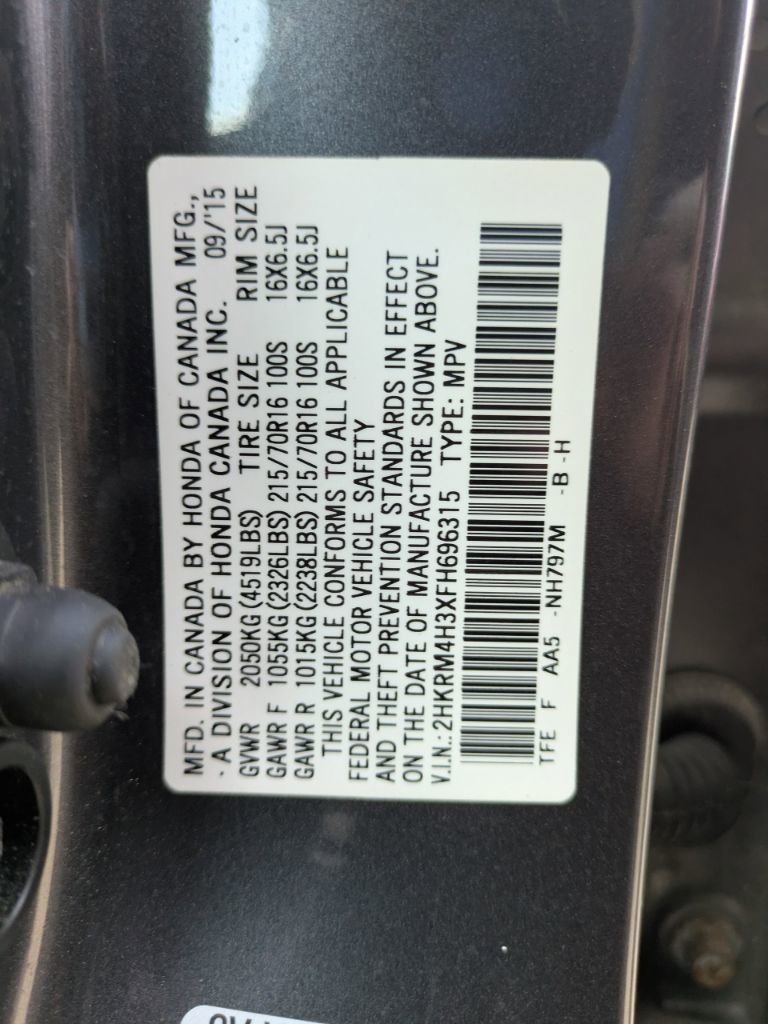 MFD. IN CANADA BY HONDA OF CANADA MFG.,
· A DIVISION OF HONDA CANADA INC. 09/'15
GVWR 2050KG(4519LBS) TIRE SIZE RIM SIZE
GAWR F 1055KG(2326LBS) 215/70R16 100S 16X6.5J
GAWR R 1015KG(2238LBS) 215/70R16 100S 16X6.5J
THIS VEHICLE CONFORMS TO ALL APPLICABLE
FEDERAL MOTOR VEHICLE SAFETY
AND THEFT PREVENTION STANDARDS IN EFFECT
ON THE DATE OF MANUFACTURE SHOWN ABOVE.
V.I.N.: 2HKRM4H3XFH696315 TYPE: MPV
TFE F AA5 -NH797M -B -H